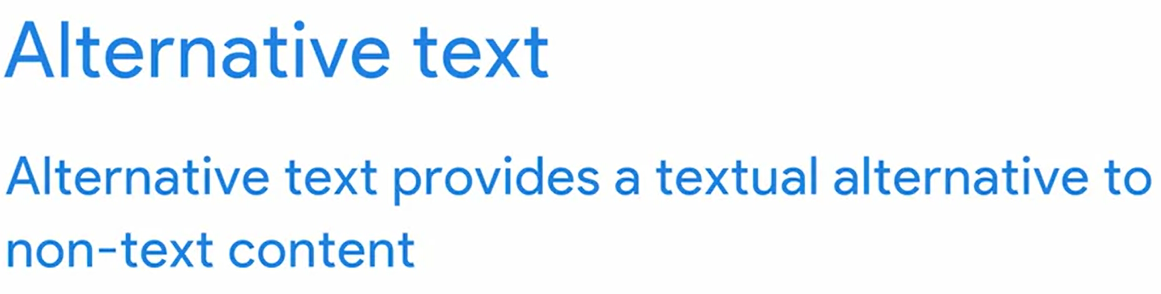 Alternative text
Alternative text provides a textual alternative to
non-text content